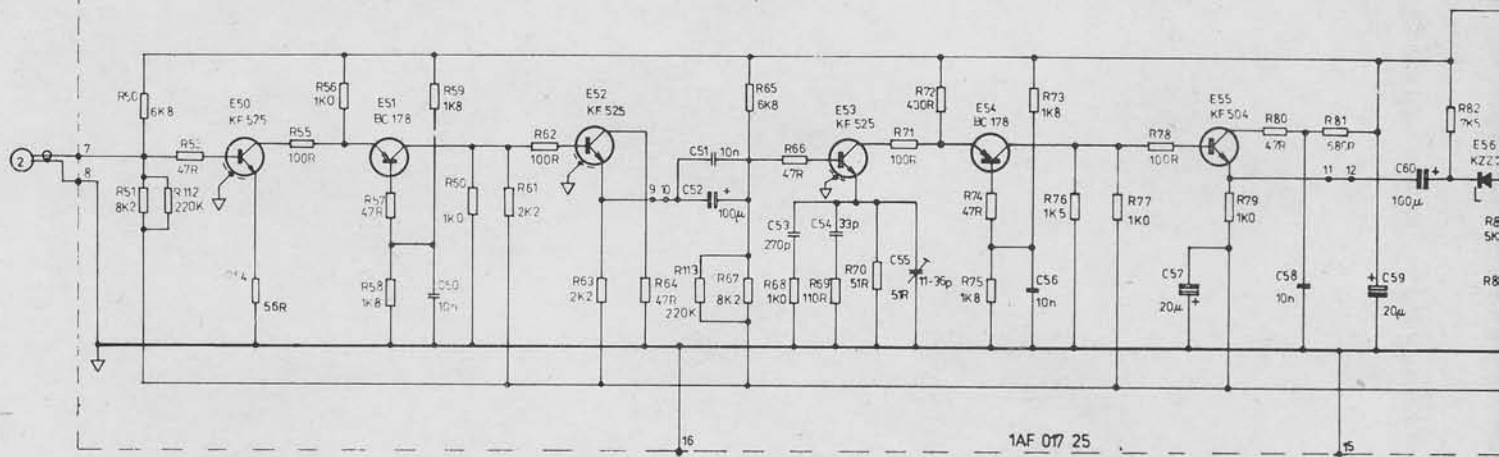 2
7
8
R50
6K8
R51
8K2
R112
220K
47R
E50
KF 525
R55
100R
56R
R56
1K0
E51
BC 178
R57
47R
R58
1K8
R59
1K8
C50
10n
R50
1K0
R61
2K2
R62
100R
E52
KF 525
R63
2K2
R64
47R
9 10
C51
10n
C52
+
100µ
R65
6K8
R113
220K
R67
8K2
R66
47R
E53
KF 525
C53
270p
R68
1K0
C54
33p
R69
110R
R70
51R
C55
11-36p
51R
R71
100R
R72
430R
E54
BC 178
R74
47R
R75
1K8
R73
1K8
C56
10n
R76
1K5
R77
1K0
R78
100R
E55
KF 504
R79
1K0
C57
20µ
+
R80
47R
R81
680R
C58
10n
11 12
C59
+
20µ
C60
+
100µ
R82
7K5
E56
16
1AF 017 25
15